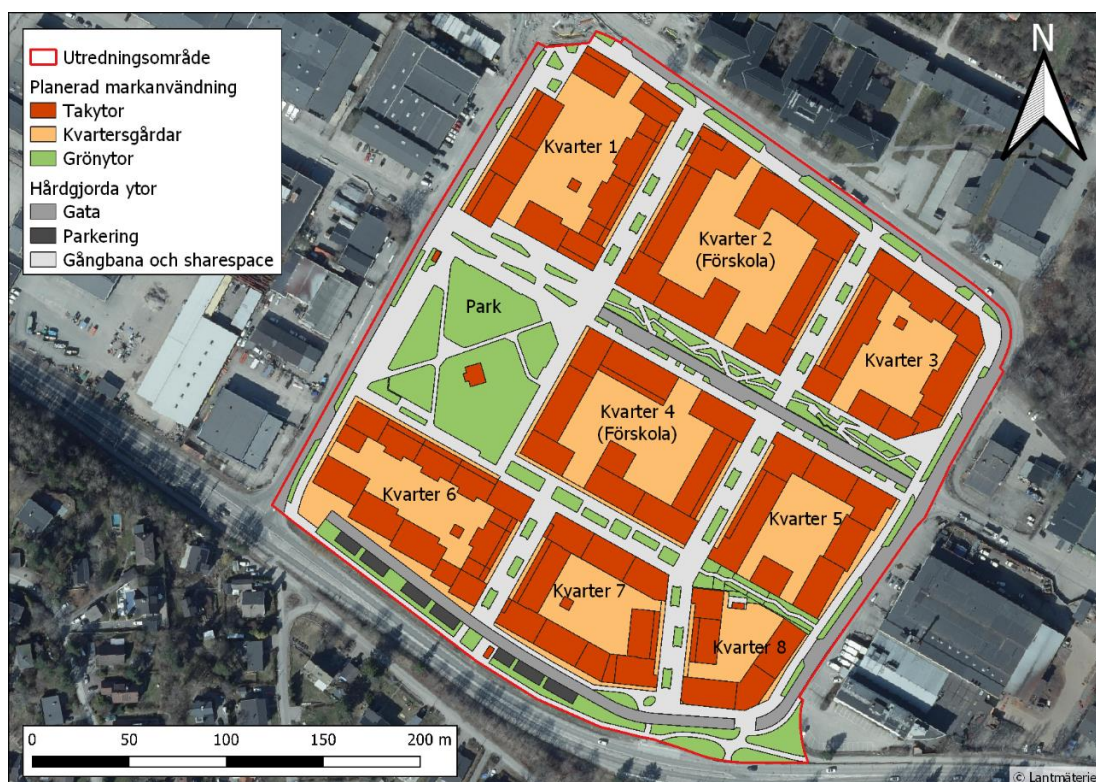 Utredningsområde
Planerad markanvändning
Takytor
Kvartersgårdar
Grönytor
Hårdgjorda ytor
Gata
Parkering
Gångbana och sharespace
N
Kvarter 1
Kvarter 2
(Förskola)
Kvarter 3
Park
Kvarter 4
(Förskola)
Kvarter 5
Kvarter 6
Kvarter 7
Kvarter 8
0 50 100 150 200 m
© Lantmäteriet